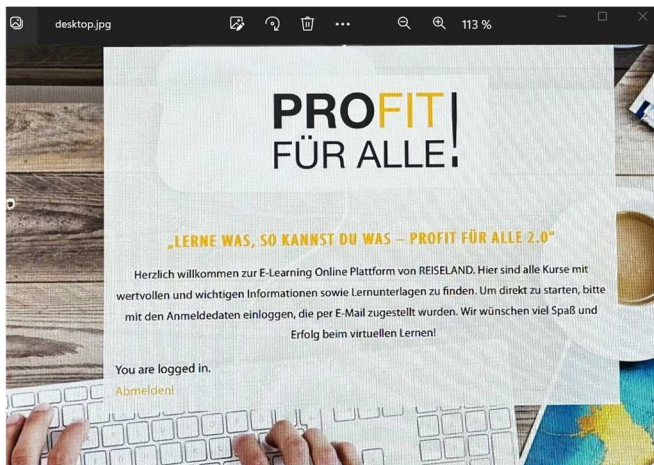 desktop.jpg
113 %
PROFIT
FÜR ALLE!
„LERNE WAS, SO KANNST DU WAS – PROFIT FÜR ALLE 2.0“
Herzlich willkommen zur E-Learning Online Plattform von REISELAND. Hier sind alle Kurse mit
wertvollen und wichtigen Informationen sowie Lernunterlagen zu finden. Um direkt zu starten, bitte
mit den Anmeldedaten einloggen, die per E-Mail zugestellt wurden. Wir wünschen viel Spaß und
Erfolg beim virtuellen Lernen!
You are logged in.
Abmelden!